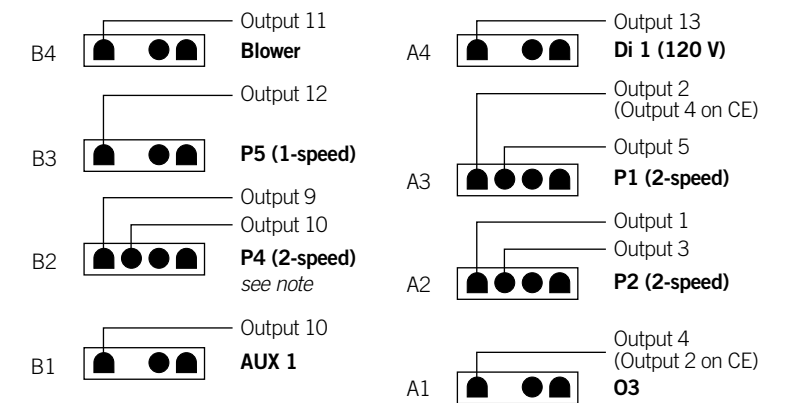 Output 11
B4
Blower
Output 12
B3
P5 (1-speed)
Output 9
Output 10
B2
P4 (2-speed)
see note
Output 10
B1
AUX 1
Output 13
A4
Di 1 (120 V)
Output 2
(Output 4 on CE)
Output 5
A3
P1 (2-speed)
Output 1
Output 3
A2
P2 (2-speed)
Output 4
(Output 2 on CE)
A1
O3